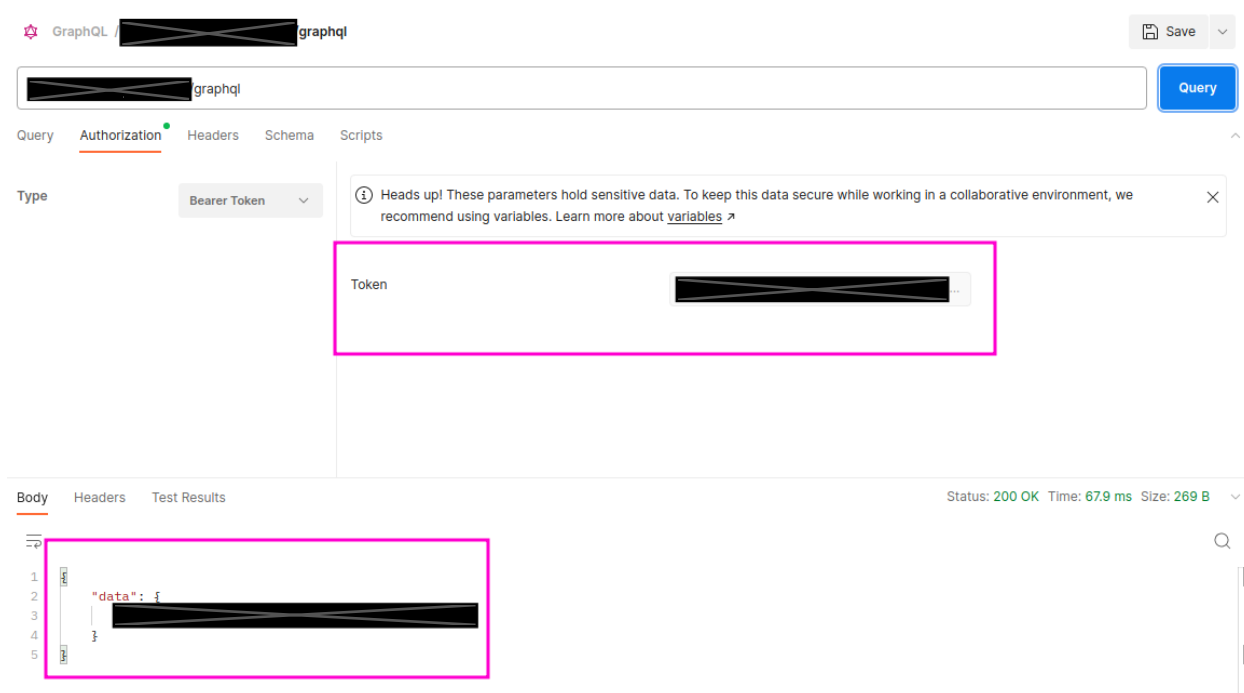 GraphQL / /graphql
Save
/graphql
Query
Query Authorization Headers Schema Scripts
Type
Bearer Token
Heads up! These parameters hold sensitive data. To keep this data secure while working in a collaborative environment, we
recommend using variables. Learn more about variables ↗
Token
...
Body Headers Test Results
Status: 200 OK Time: 67.9 ms Size: 269 B
1 {
2 "data": {
3
4 }
5 }